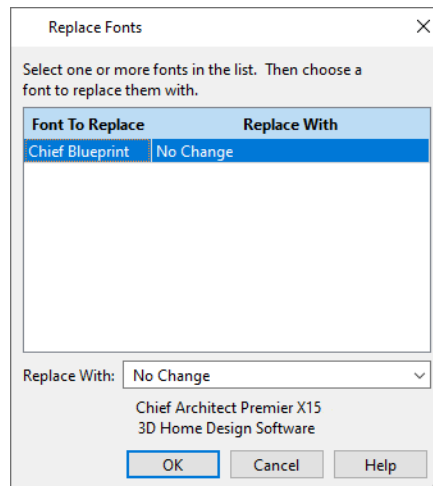 Replace Fonts
Select one or more fonts in the list. Then choose a
font to replace them with.
Font To Replace Replace With
Chief Blueprint No Change
Replace With: No Change
Chief Architect Premier X15
3D Home Design Software
OK Cancel Help